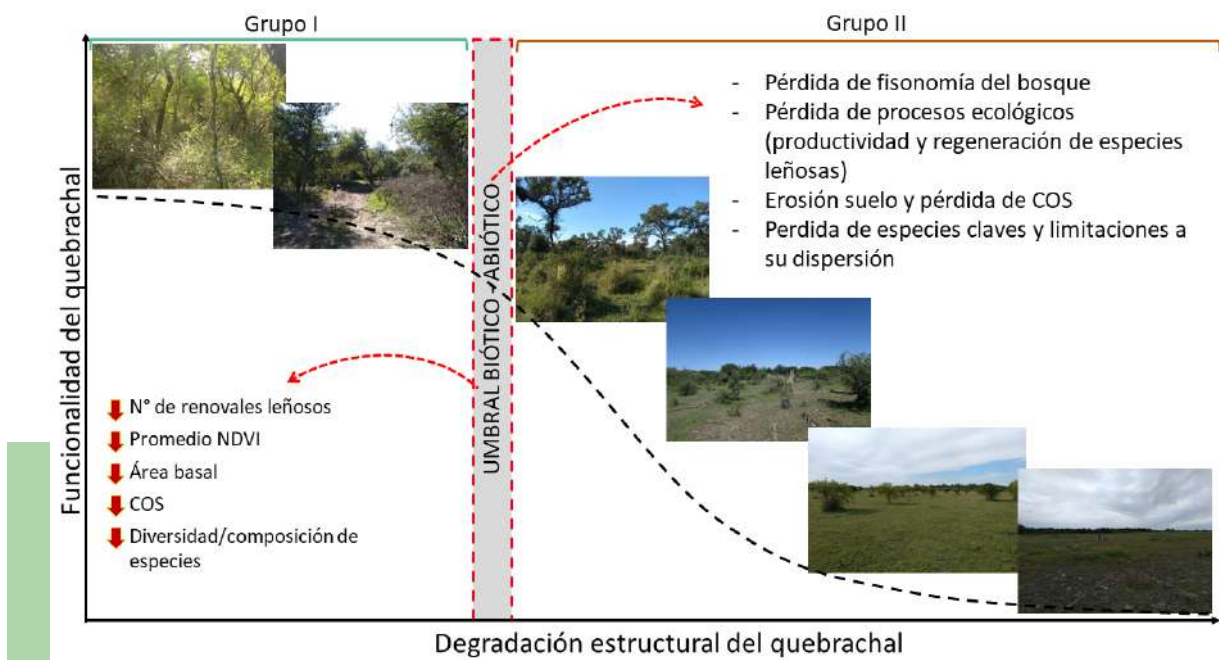 Grupo I
Grupo II
Funcionalidad del quebrachal
UMBRAL BIÓTICO - ABIÓTICO
- Pérdida de fisonomía del bosque
- Pérdida de procesos ecológicos
(productividad y regeneración de especies
leñosas)
- Erosión suelo y pérdida de COS
- Perdida de especies claves y limitaciones a
su dispersión
N° de renovales leñosos
Promedio NDVI
Área basal
COS
Diversidad/composición de
especies
Degradación estructural del quebrachal